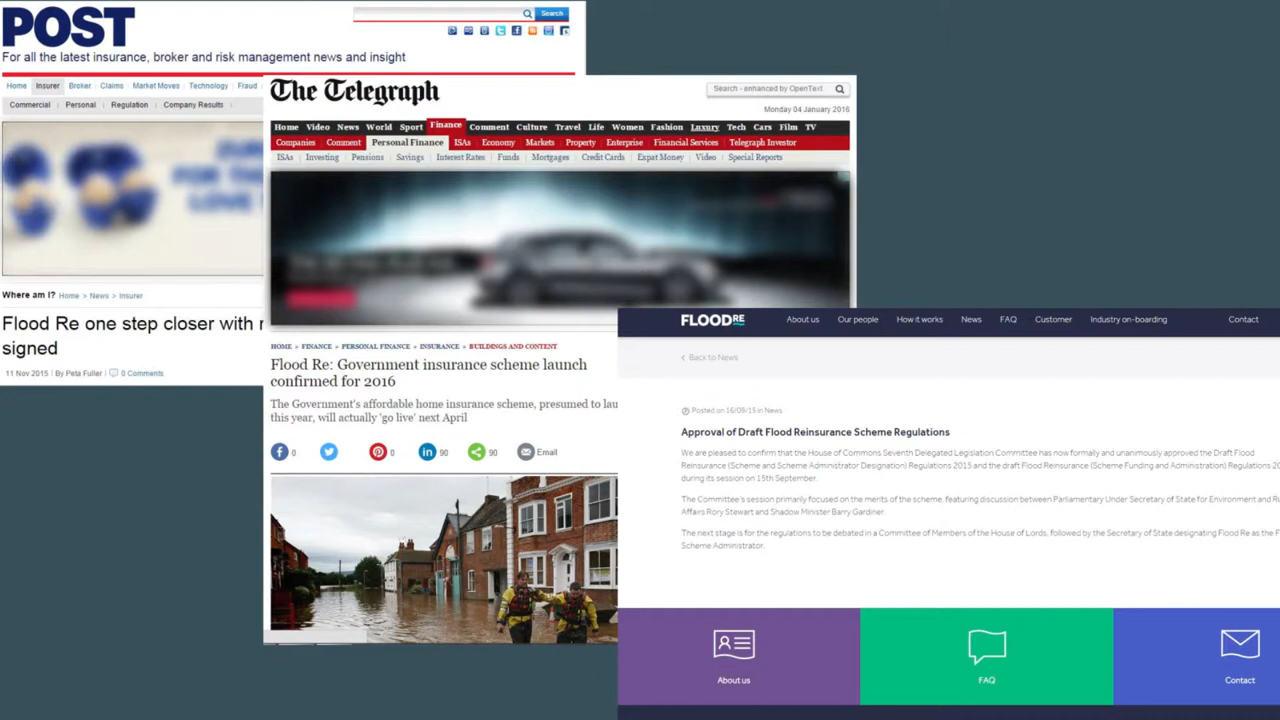 POST
Search
For all the latest insurance, broker and risk management news and insight
Home Insurer Broker Claims Market Moves Technology Fraud
Commercial Personal Regulation Company Results
Where am I? Home > News > Insurer
Flood Re one step closer with
signed
11 Nov 2015 | By Peta Fuller | 0 Comments
The Telegraph
Search - enhanced by OpenText
Monday 04 January 2016
Home Video News World Sport Finance Comment Culture Travel Life Women Fashion Luxury Tech Cars Film TV
Companies Comment Personal Finance ISAs Economy Markets Property Enterprise Financial Services Telegraph Investor
ISAs Investing Pensions Savings Interest Rates Funds Mortgages Credit Cards Expat Money Video Special Reports
HOME > FINANCE > PERSONAL FINANCE > INSURANCE > BUILDINGS AND CONTENT
Flood Re: Government insurance scheme launch
confirmed for 2016
The Government's affordable home insurance scheme, presumed to lau
this year, will actually 'go live' next April
0 0 90 90 Email
FLOODRE
About us Our people How it works News FAQ Customer Industry on-boarding Contact
< Back to News
Posted on 16/09/15 in News
Approval of Draft Flood Reinsurance Scheme Regulations
We are pleased to confirm that the House of Commons Seventh Delegated Legislation Committee has now formally and unanimously approved the Draft Flood
Reinsurance (Scheme and Scheme Administrator Designation) Regulations 2015 and the draft Flood Reinsurance (Scheme Funding and Administration) Regulations 20
during its session on 15th September.
The Committee's session primarily focused on the merits of the scheme, featuring discussion between Parliamentary Under Secretary of State for Environment and Ru
Affairs Rory Stewart and Shadow Minister Barry Gardiner.
The next stage is for the regulations to be debated in a Committee of Members of the House of Lords, followed by the Secretary of State designating Flood Re as the F
Scheme Administrator.
About us
FAQ
Contact